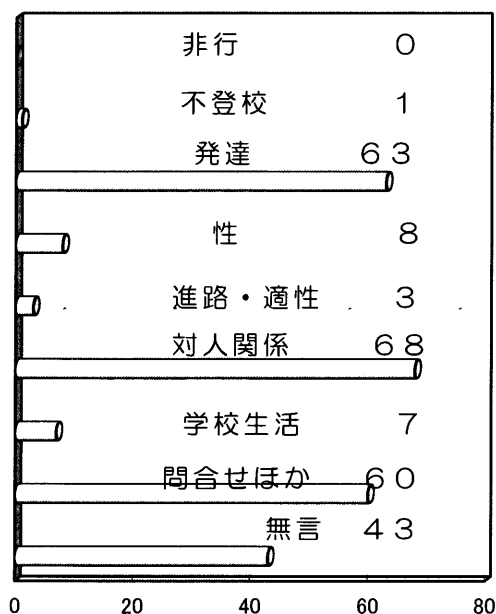 非行 0
不登校 1
発達 63
性 8
進路・適性 3
対人関係 68
学校生活 7
問合せほか 60
無言 43
0 20 40 60 80